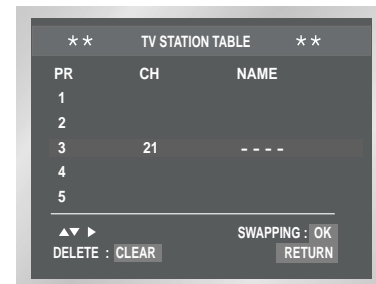 ** TV STATION TABLE **
PR CH NAME
1
2
3 21 - - - -
4
5
▲▼ ▶ SWAPPING : OK
DELETE : CLEAR RETURN